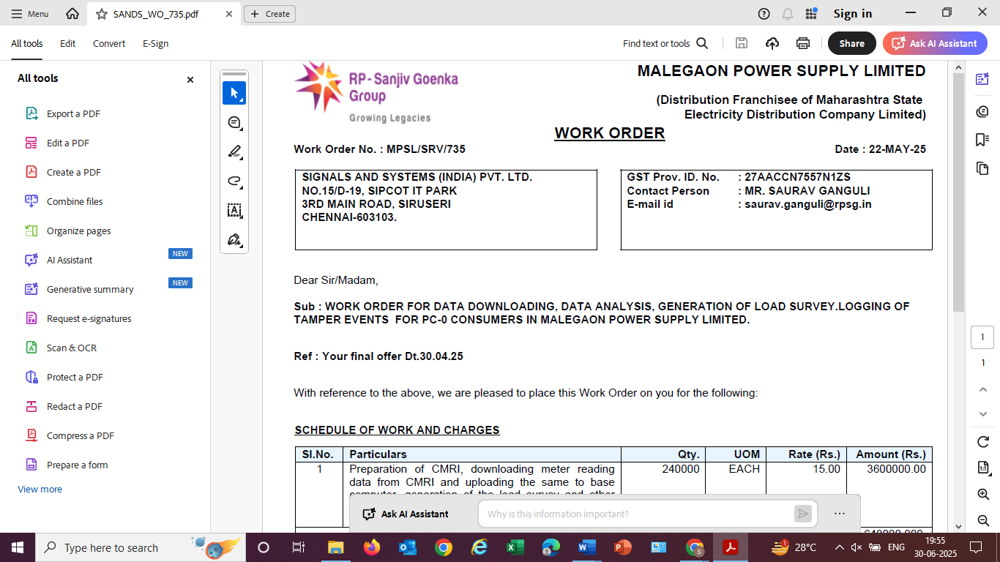 Menu
SANDS_WO_735.pdf
Create
Sign in
All tools
Edit
Convert
E-Sign
Find text or tools
Share
Ask AI Assistant
All tools
Export a PDF
Edit a PDF
Create a PDF
Combine files
Organize pages
AI Assistant
NEW
Generative summary
NEW
Request e-signatures
Scan & OCR
Protect a PDF
Redact a PDF
Compress a PDF
Prepare a form
View more
RP-Sanjiv Goenka
Group
Growing Legacies
MALEGAON POWER SUPPLY LIMITED
(Distribution Franchisee of Maharashtra State
Electricity Distribution Company Limited)
WORK ORDER
Work Order No. : MPSL/SRV/735
Date : 22-MAY-25
SIGNALS AND SYSTEMS (INDIA) PVT. LTD.
NO.15/D-19, SIPCOT IT PARK
3RD MAIN ROAD, SIRUSERI
CHENNAI-603103.
GST Prov. ID. No. : 27AACCN7557N1ZS
Contact Person : MR. SAURAV GANGULI
E-mail id : saurav.ganguli@rpsg.in
Dear Sir/Madam,
Sub : WORK ORDER FOR DATA DOWNLOADING, DATA ANALYSIS, GENERATION OF LOAD SURVEY.LOGGING OF
TAMPER EVENTS FOR PC-0 CONSUMERS IN MALEGAON POWER SUPPLY LIMITED.
Ref : Your final offer Dt.30.04.25
With reference to the above, we are pleased to place this Work Order on you for the following:
SCHEDULE OF WORK AND CHARGES
Sl.No. Particulars Qty. UOM Rate (Rs.) Amount (Rs.)
1 Preparation of CMRI, downloading meter reading 240000 EACH 15.00 3600000.00
data from CMRI and uploading the same to base
computer, generation of the load survey and other
Ask AI Assistant
Why is this information important?
1
1
Type here to search
1
28°C
ENG
19:55
30-06-2025